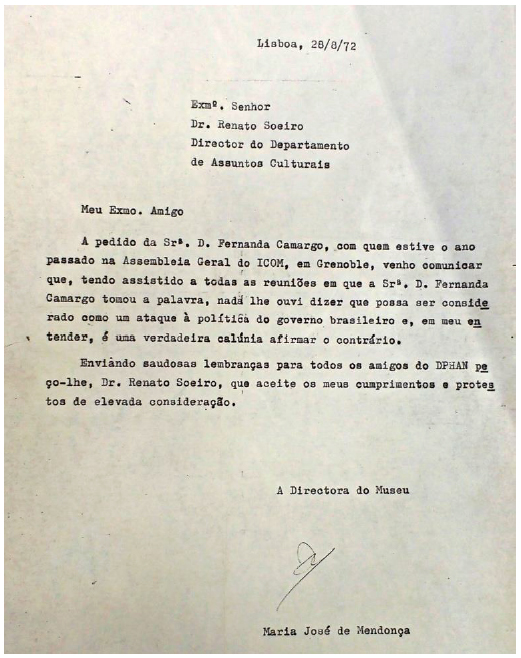 Lisboa, 28/8/72
Exmº. Senhor
Dr. Renato Soeiro
Director do Departamento
de Assuntos Culturais
Meu Exmo. Amigo
A pedido da Srª. D. Fernanda Camargo, com quem estive o ano
passado na Assembleia Geral do ICOM, em Grenoble, venho comunicar
que, tendo assistido a todas as reuniões em que a Srª. D. Fernanda
Camargo tomou a palavra, nada lhe ouvi dizer que possa ser conside
rado como um ataque à política do governo brasileiro e, em meu en
tender, é uma verdadeira calúnia afirmar o contrário.
Enviando saudosas lembranças para todos os amigos do DPHAN pe
ço-lhe, Dr. Renato Soeiro, que aceite os meus cumprimentos e protes
tos de elevada consideração.
A Directora do Museu
Maria José de Mendonça